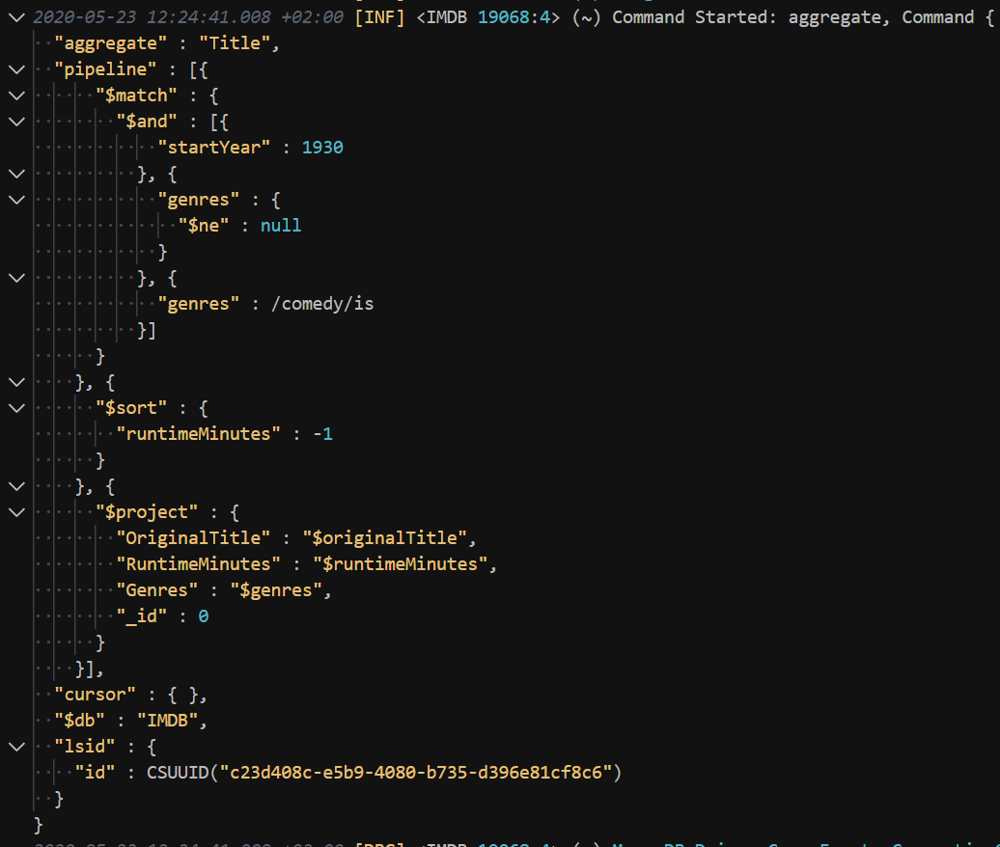 2020-05-23 12:24:41.008 +02:00 [INF] <IMDB 19068:4> (~) Command Started: aggregate, Command {
"aggregate" : "Title",
"pipeline" : [{
"$match" : {
"$and" : [{
"startYear" : 1930
}, {
"genres" : {
"$ne" : null
}
}, {
"genres" : /comedy/is
}]
}
}, {
"$sort" : {
"runtimeMinutes" : -1
}
}, {
"$project" : {
"OriginalTitle" : "$originalTitle",
"RuntimeMinutes" : "$runtimeMinutes",
"Genres" : "$genres",
"_id" : 0
}
}],
"cursor" : { },
"$db" : "IMDB",
"lsid" : {
"id" : CSUUID("c23d408c-e5b9-4080-b735-d396e81cf8c6")
}
}